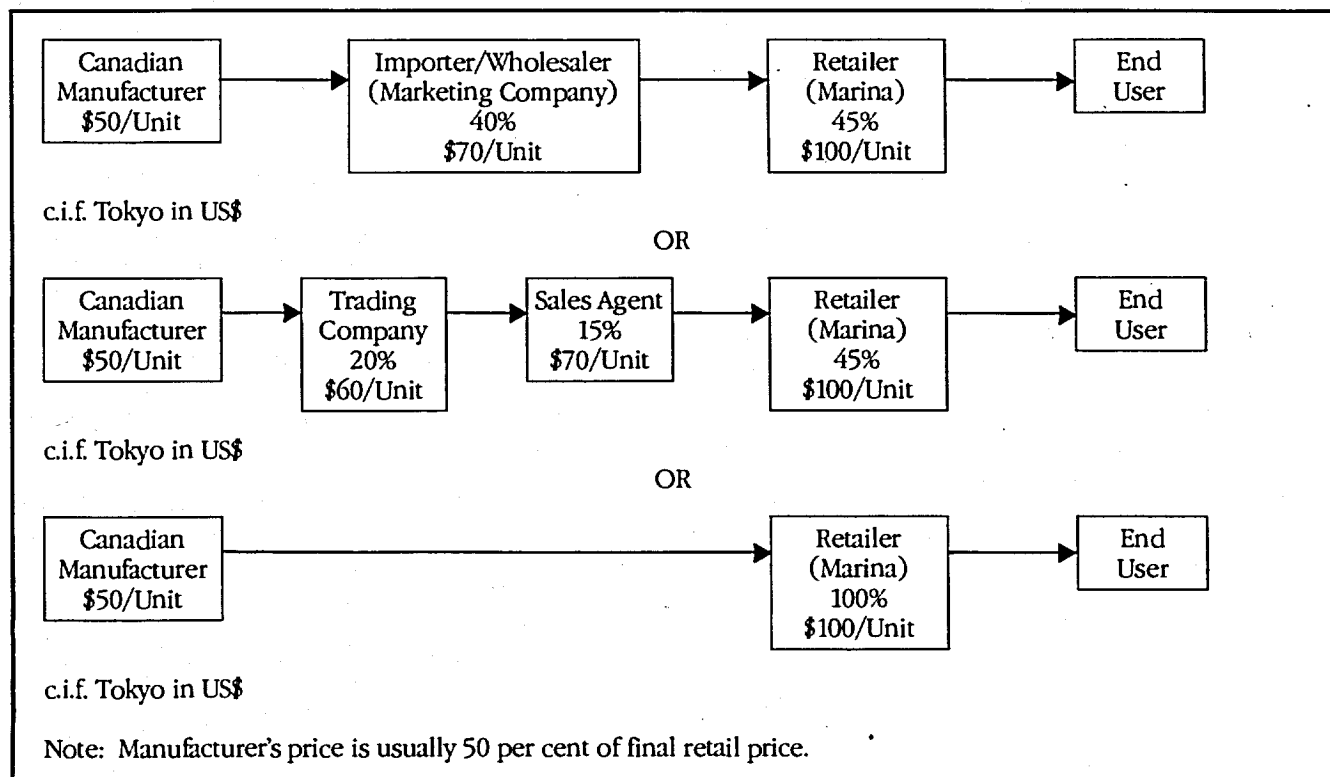 Canadian
Manufacturer
$50/Unit
Importer/Wholesaler
(Marketing Company)
40%
$70/Unit
Retailer
(Marina)
45%
$100/Unit
End
User
c.i.f. Tokyo in US$
OR
Canadian
Manufacturer
$50/Unit
Trading
Company
20%
$60/Unit
Sales Agent
15%
$70/Unit
Retailer
(Marina)
45%
$100/Unit
End
User
c.i.f. Tokyo in US$
OR
Canadian
Manufacturer
$50/Unit
Retailer
(Marina)
100%
$100/Unit
End
User
c.i.f. Tokyo in US$
Note: Manufacturer's price is usually 50 per cent of final retail price.